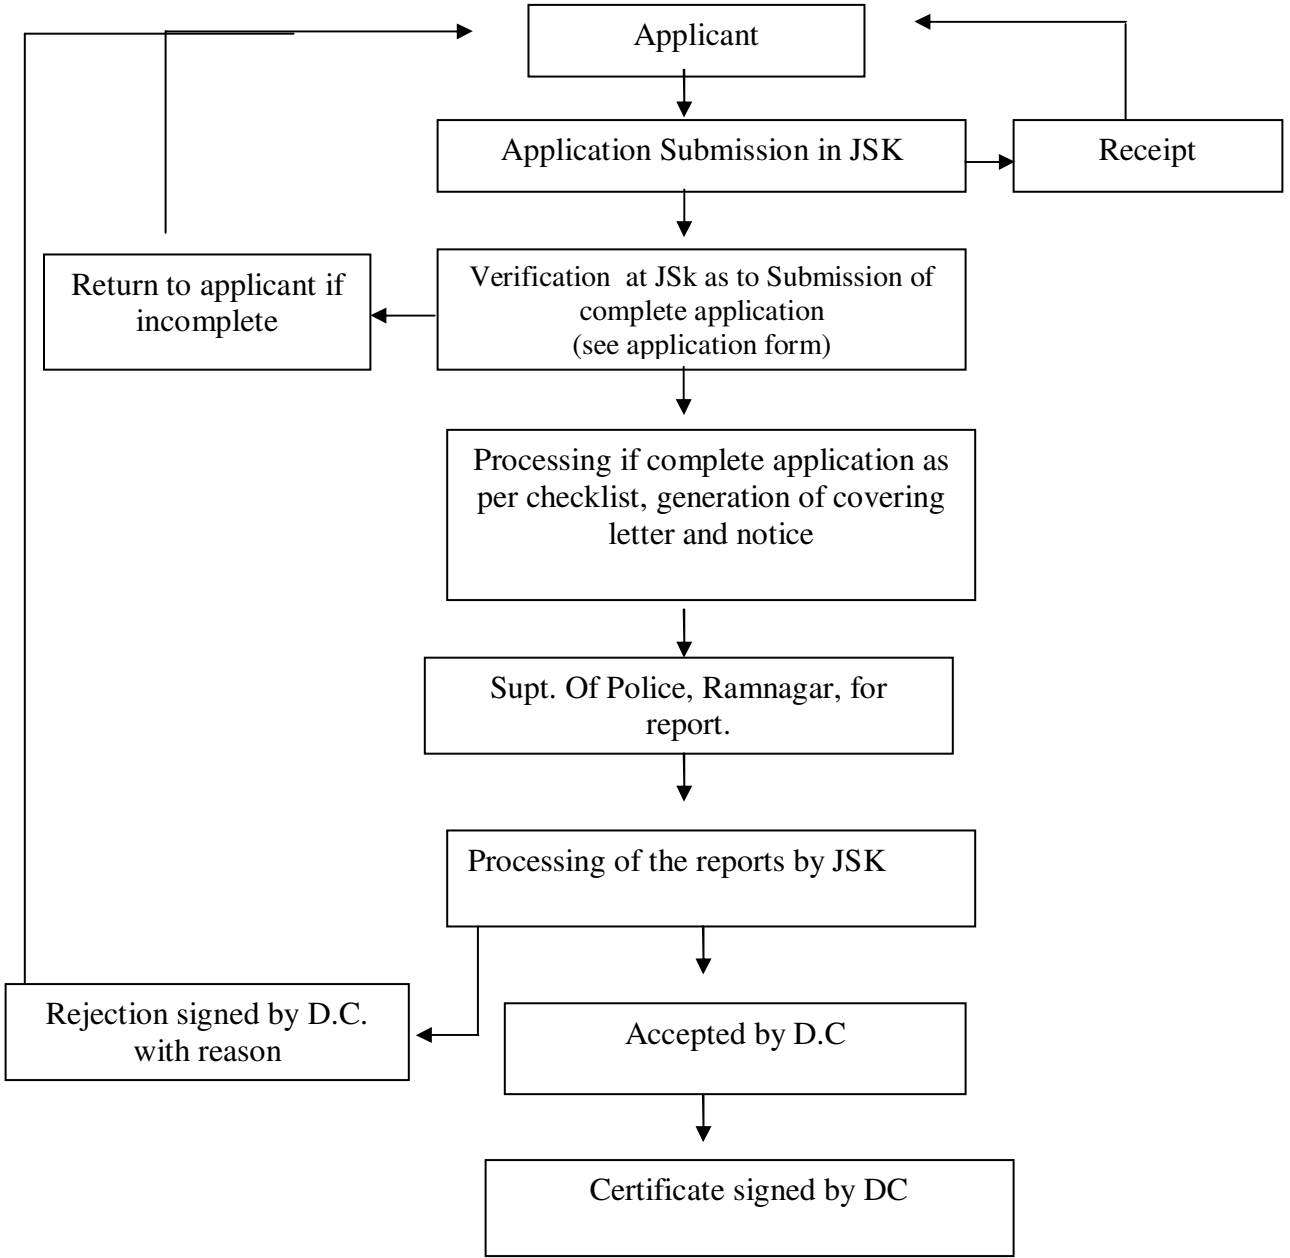 Applicant
Application Submission in JSK
Receipt
Return to applicant if
incomplete
Verification  at JSk as to Submission of
complete application
(see application form)
Processing if complete application as
per checklist, generation of covering
letter and notice
Supt. Of Police, Ramnagar, for
report.
Processing of the reports by JSK
Rejection signed by D.C.
with reason
Accepted by D.C
Certificate signed by DC